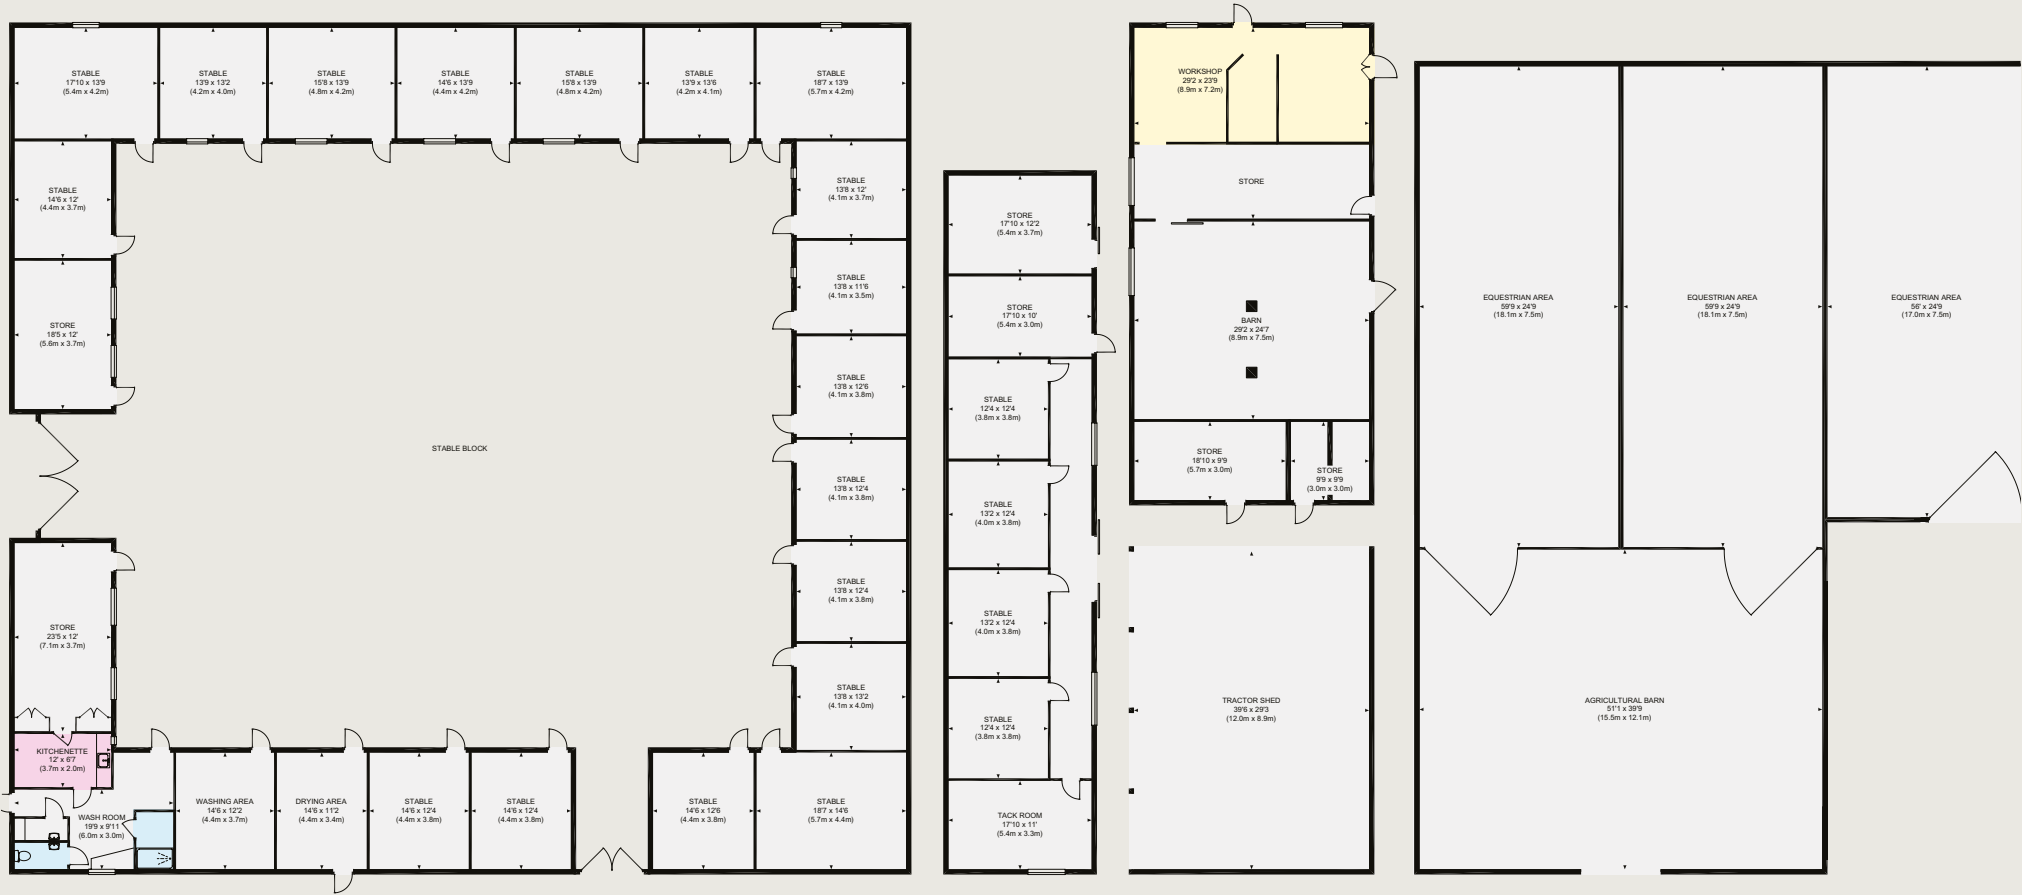 STABLE
17'10 x 13'9
(5.4m x 4.2m)
STABLE
13'9 x 13'2
(4.2m x 4.0m)
STABLE
15'8 x 13'9
(4.8m x 4.2m)
STABLE
14'6 x 13'9
(4.4m x 4.2m)
STABLE
15'8 x 13'9
(4.8m x 4.2m)
STABLE
13'9 x 13'6
(4.2m x 4.1m)
STABLE
18'7 x 13'9
(5.7m x 4.2m)
STABLE
14'6 x 12'
(4.4m x 3.7m)
STORE
18'5 x 12'
(5.6m x 3.7m)
STABLE BLOCK
STABLE
13'8 x 12'
(4.1m x 3.7m)
STABLE
13'8 x 11'6
(4.1m x 3.5m)
STABLE
13'8 x 12'6
(4.1m x 3.8m)
STABLE
13'8 x 12'4
(4.1m x 3.8m)
STABLE
13'8 x 12'4
(4.1m x 3.8m)
STABLE
13'8 x 13'2
(4.1m x 4.0m)
STORE
23'5 x 12'
(7.1m x 3.7m)
KITCHENETTE
12' x 6'7
(3.7m x 2.0m)
WASH ROOM
19'9 x 9'11
(6.0m x 3.0m)
WASHING AREA
14'6 x 12'2
(4.4m x 3.7m)
DRYING AREA
14'6 x 11'2
(4.4m x 3.4m)
STABLE
14'6 x 12'4
(4.4m x 3.8m)
STABLE
14'6 x 12'4
(4.4m x 3.8m)
STABLE
14'6 x 12'6
(4.4m x 3.8m)
STABLE
18'7 x 14'6
(5.7m x 4.4m)
STORE
17'10 x 12'2
(5.4m x 3.7m)
STORE
17'10 x 10'
(5.4m x 3.0m)
STABLE
12'4 x 12'4
(3.8m x 3.8m)
STABLE
13'2 x 12'4
(4.0m x 3.8m)
STABLE
13'2 x 12'4
(4.0m x 3.8m)
STABLE
12'4 x 12'4
(3.8m x 3.8m)
TACK ROOM
17'10 x 11'
(5.4m x 3.3m)
WORKSHOP
29'2 x 23'9
(8.9m x 7.2m)
STORE
BARN
29'2 x 24'7
(8.9m x 7.5m)
STORE
18'10 x 9'9
(5.7m x 3.0m)
STORE
9'9 x 9'9
(3.0m x 3.0m)
TRACTOR SHED
39'6 x 29'3
(12.0m x 8.9m)
EQUESTRIAN AREA
59'9 x 24'9
(18.1m x 7.5m)
EQUESTRIAN AREA
59'9 x 24'9
(18.1m x 7.5m)
EQUESTRIAN AREA
56' x 24'9
(17.0m x 7.5m)
AGRICULTURAL BARN
51'1 x 39'9
(15.5m x 12.1m)